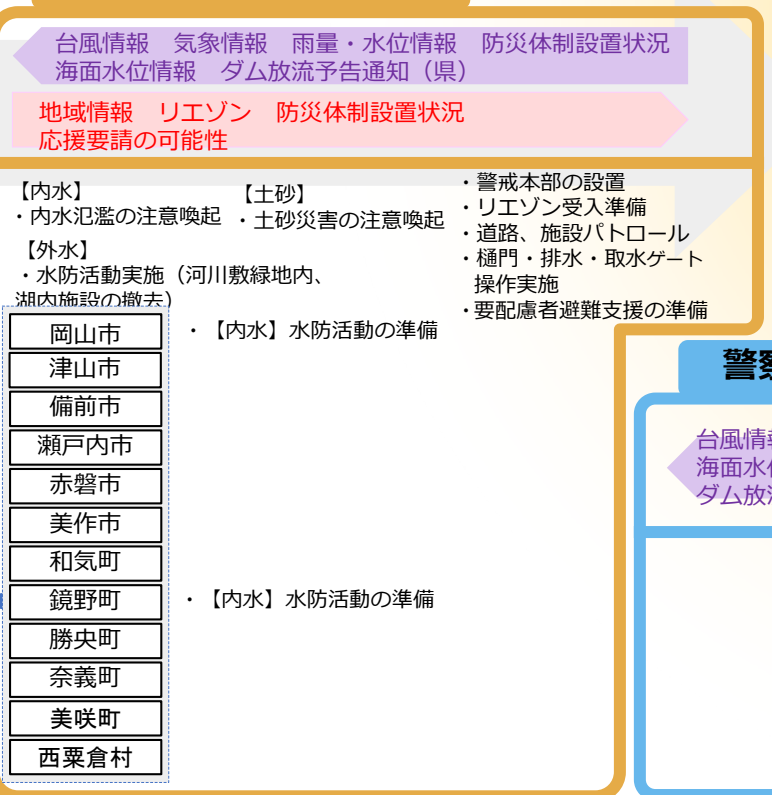 台風情報　気象情報　雨量・水位情報　防災体制設置状況
海面水位情報　ダム放流予告通知（県）
地域情報　リエゾン　防災体制設置状況
応援要請の可能性
【内水】
・内水氾濫の注意喚起
【外水】
・水防活動実施（河川敷緑地内、
湖内施設の撤去）
【土砂】
・土砂災害の注意喚起
・警戒本部の設置
・リエゾン受入準備
・道路、施設パトロール
・樋門・排水・取水ゲート
操作実施
・要配慮者避難支援の準備
岡山市
・【内水】水防活動の準備
津山市
備前市
瀬戸内市
赤磐市
美作市
和気町
鏡野町
・【内水】水防活動の準備
勝央町
奈義町
美咲町
西粟倉村
警察
台風情報
海面水位
ダム放流